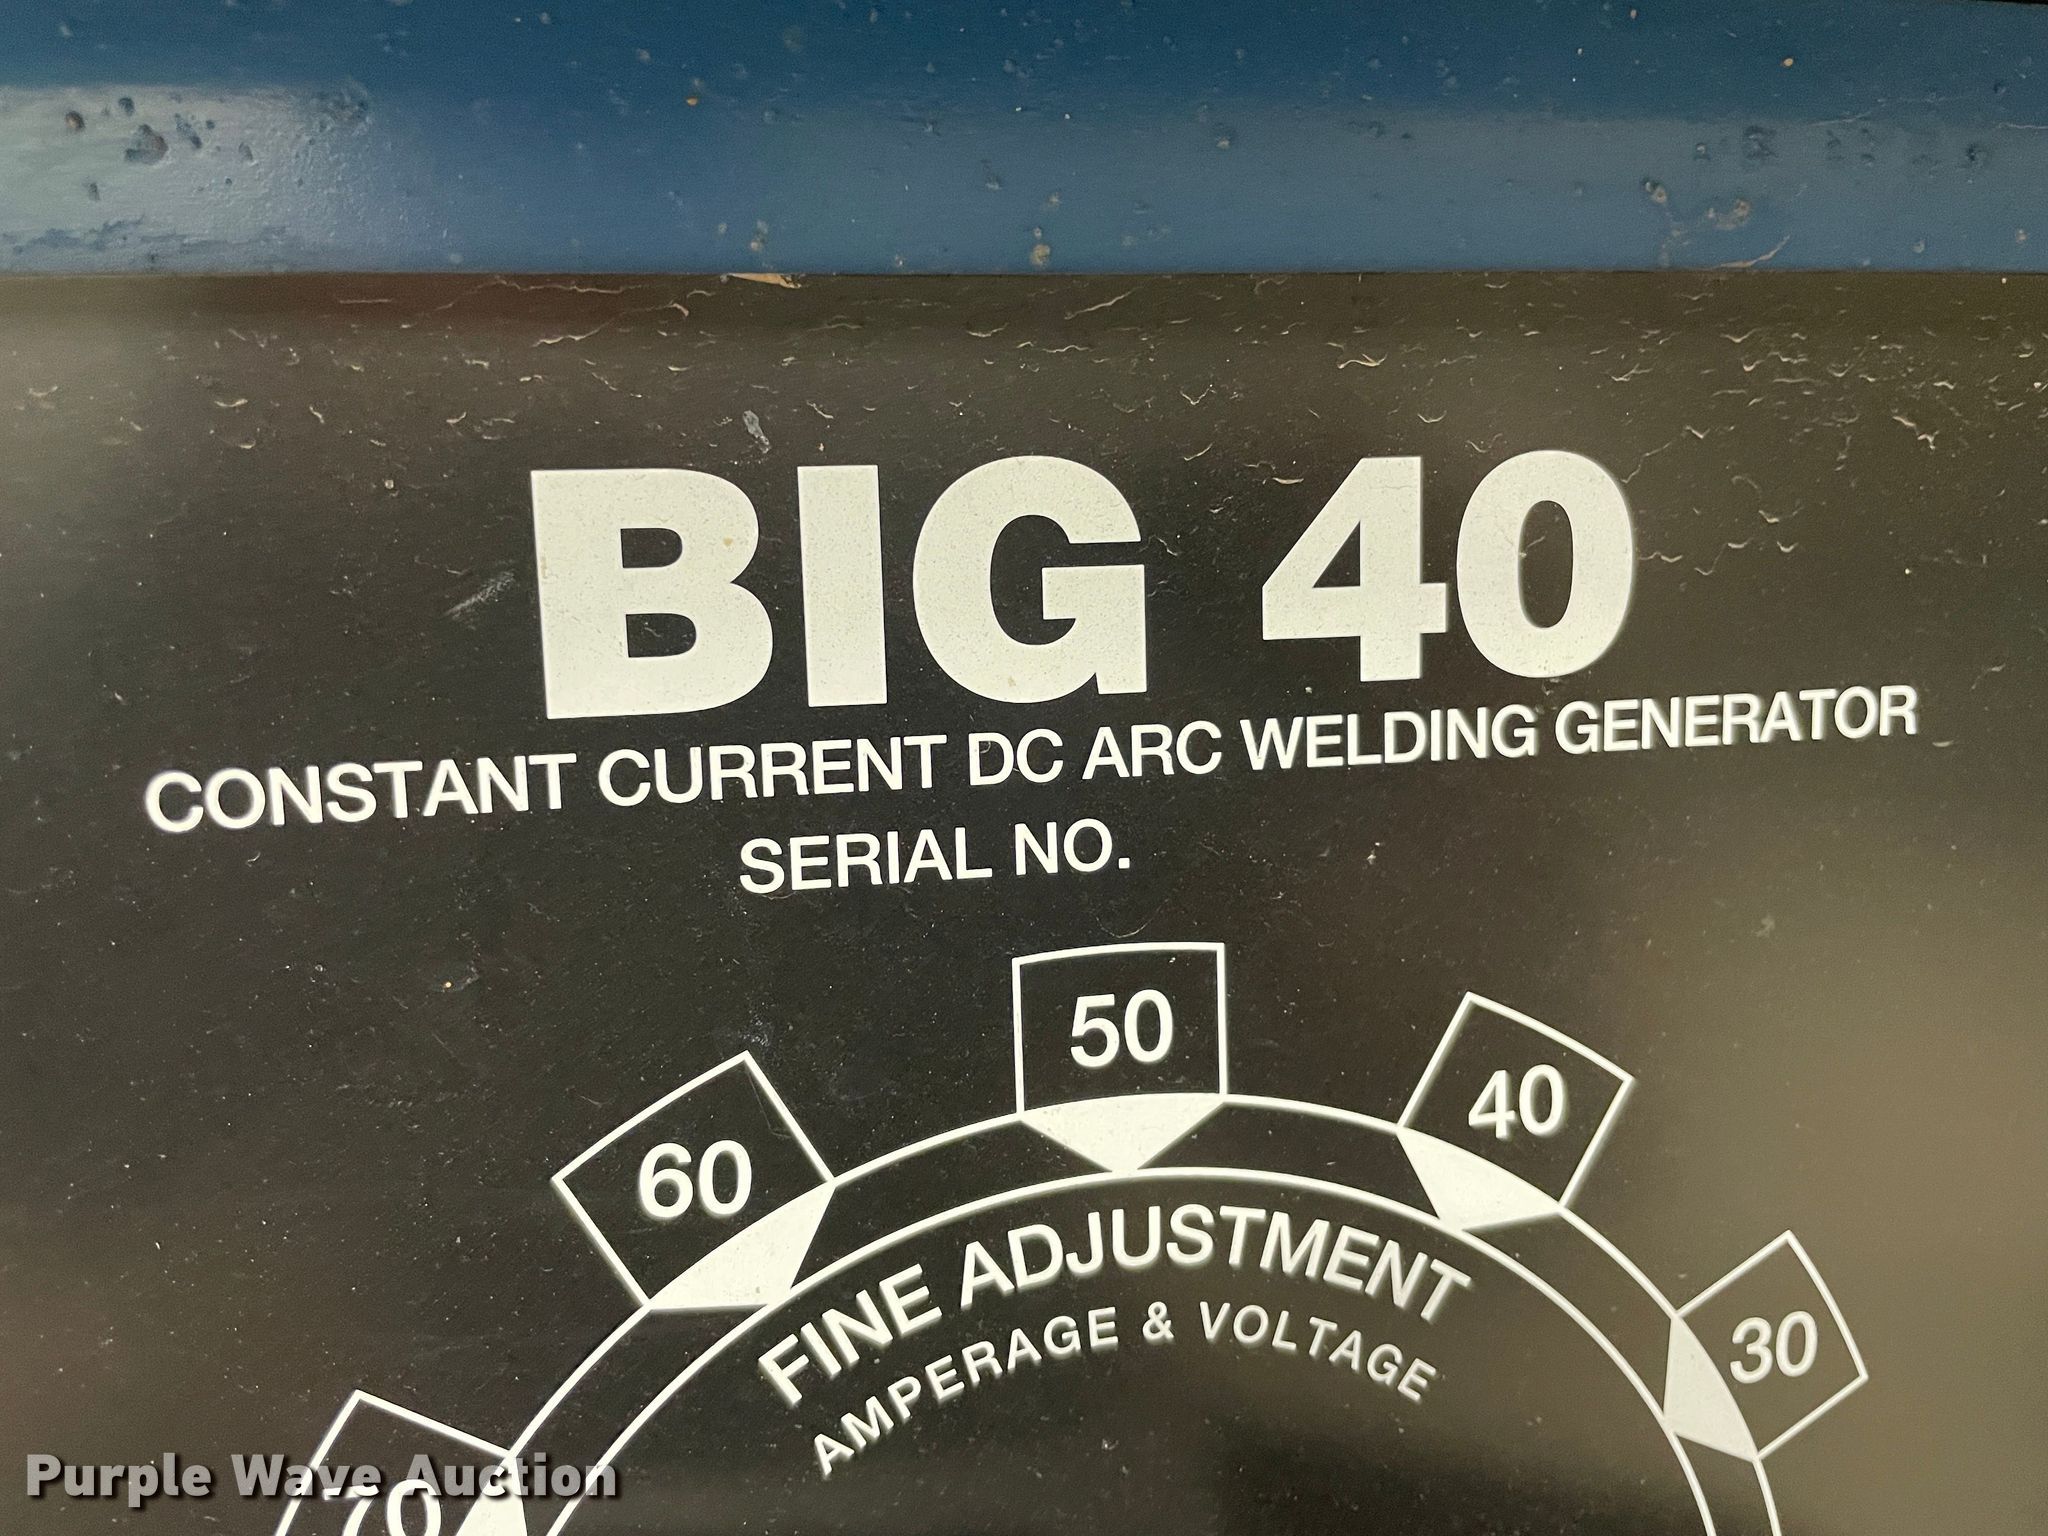 BIG 40
CONSTANT CURRENT DC ARC WELDING GENERATOR
SERIAL NO.
50
40
60
30
70
FINE ADJUSTMENT
AMPERAGE & VOLTAGE
Purple Wave Auction